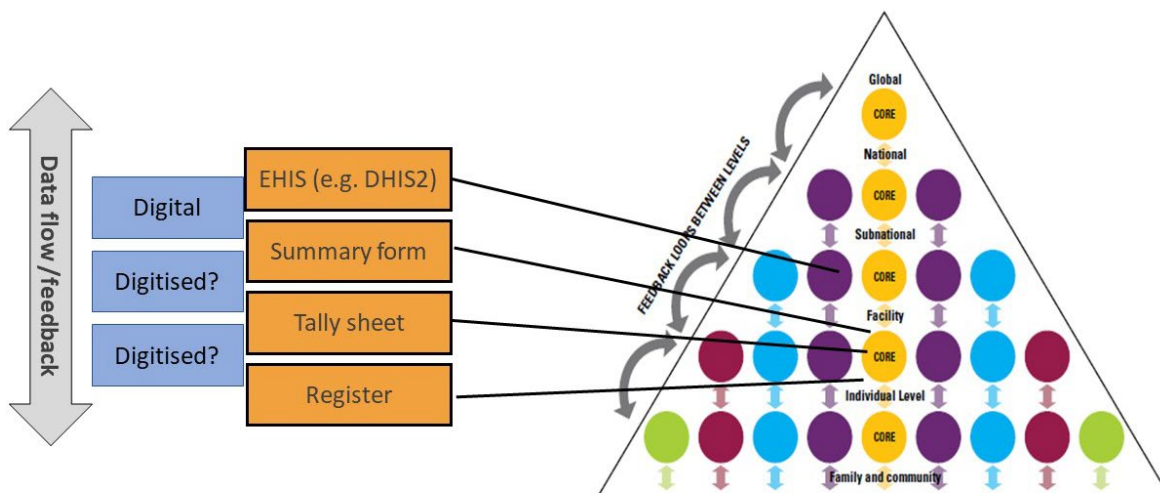 Data flow/feedback
Digital
Digitised?
Digitised?
EHIS (e.g. DHIS2)
Summary form
Tally sheet
Register
FEEDBACK LOOPS BETWEEN LEVELS
Global
CORE
National
CORE
Subnational
CORE
Facility
CORE
Individual Level
CORE
Family and community